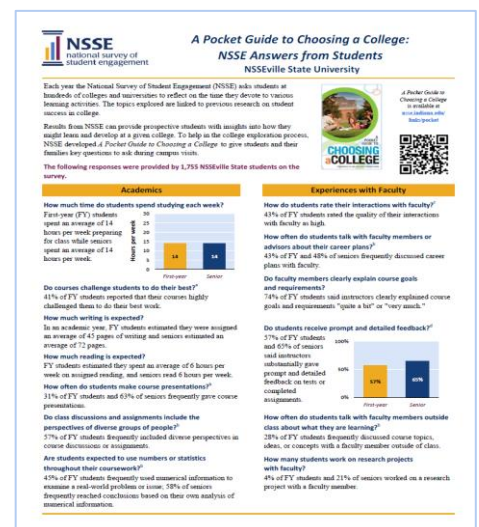 NSSE
national survey of
student engagement
A Pocket Guide to Choosing a College:
NSSE Answers from Students
NSSEville State University
Each year the National Survey of Student Engagement (NSSE) asks students at
hundreds of colleges and universities to reflect on the time they devote to various
learning activities. The topics explored are linked to previous research on student
success in college.
Results from NSSE can provide prospective students with insights into how they
might learn and develop at a given college. To help in the college exploration process,
NSSE developed A Pocket Guide to Choosing a College to give students and their
families key questions to ask during campus visits.
The following responses were provided by 1,755 NSSEville State students on the
survey.
CHOOSING
aCOLLEGE
A Pocket Guide to
Choosing a College
is available at
nsse.indiana.edu/
links/pocket
Academics
How much time do students spend studying each week?
First-year (FY) students
spent an average of 14
hours per week preparing
for class while seniors
spent an average of 14
hours per week.
Hours per week
30
25
20
15
10
5
0
14
14
First-year
Senior
Do courses challenge students to do their best?ᵃ
41% of FY students reported that their courses highly
challenged them to do their best work.
How much writing is expected?
In an academic year, FY students estimated they were assigned
an average of 45 pages of writing and seniors estimated an
average of 72 pages.
How much reading is expected?
FY students estimated they spent an average of 6 hours per
week on assigned reading, and seniors read 6 hours per week.
How often do students make course presentations?ᵇ
31% of FY students and 63% of seniors frequently gave course
presentations.
Do class discussions and assignments include the
perspectives of diverse groups of people?ᵇ
57% of FY students frequently included diverse perspectives in
course discussions or assignments.
Are students expected to use numbers or statistics
throughout their coursework?ᵇ
45% of FY students frequently used numerical information to
examine a real-world problem or issue; 58% of seniors
frequently reached conclusions based on their own analysis of
numerical information.
Experiences with Faculty
How do students rate their interactions with faculty?ᶜ
43% of FY students rated the quality of their interactions
with faculty as high.
How often do students talk with faculty members or
advisors about their career plans?ᵇ
43% of FY and 48% of seniors frequently discussed career
plans with faculty.
Do faculty members clearly explain course goals
and requirements?
74% of FY students said instructors clearly explained course
goals and requirements "quite a bit" or "very much."
Do students receive prompt and detailed feedback?ᵈ
57% of FY students
and 65% of seniors
said instructors
substantially gave
prompt and detailed
feedback on tests or
completed
assignments.
100%
50%
0%
57%
65%
First-year
Senior
How often do students talk with faculty members outside
class about what they are learning?ᵇ
28% of FY students frequently discussed course topics,
ideas, or concepts with a faculty member outside of class.
How many students work on research projects
with faculty?
4% of FY students and 21% of seniors worked on a research
project with a faculty member.